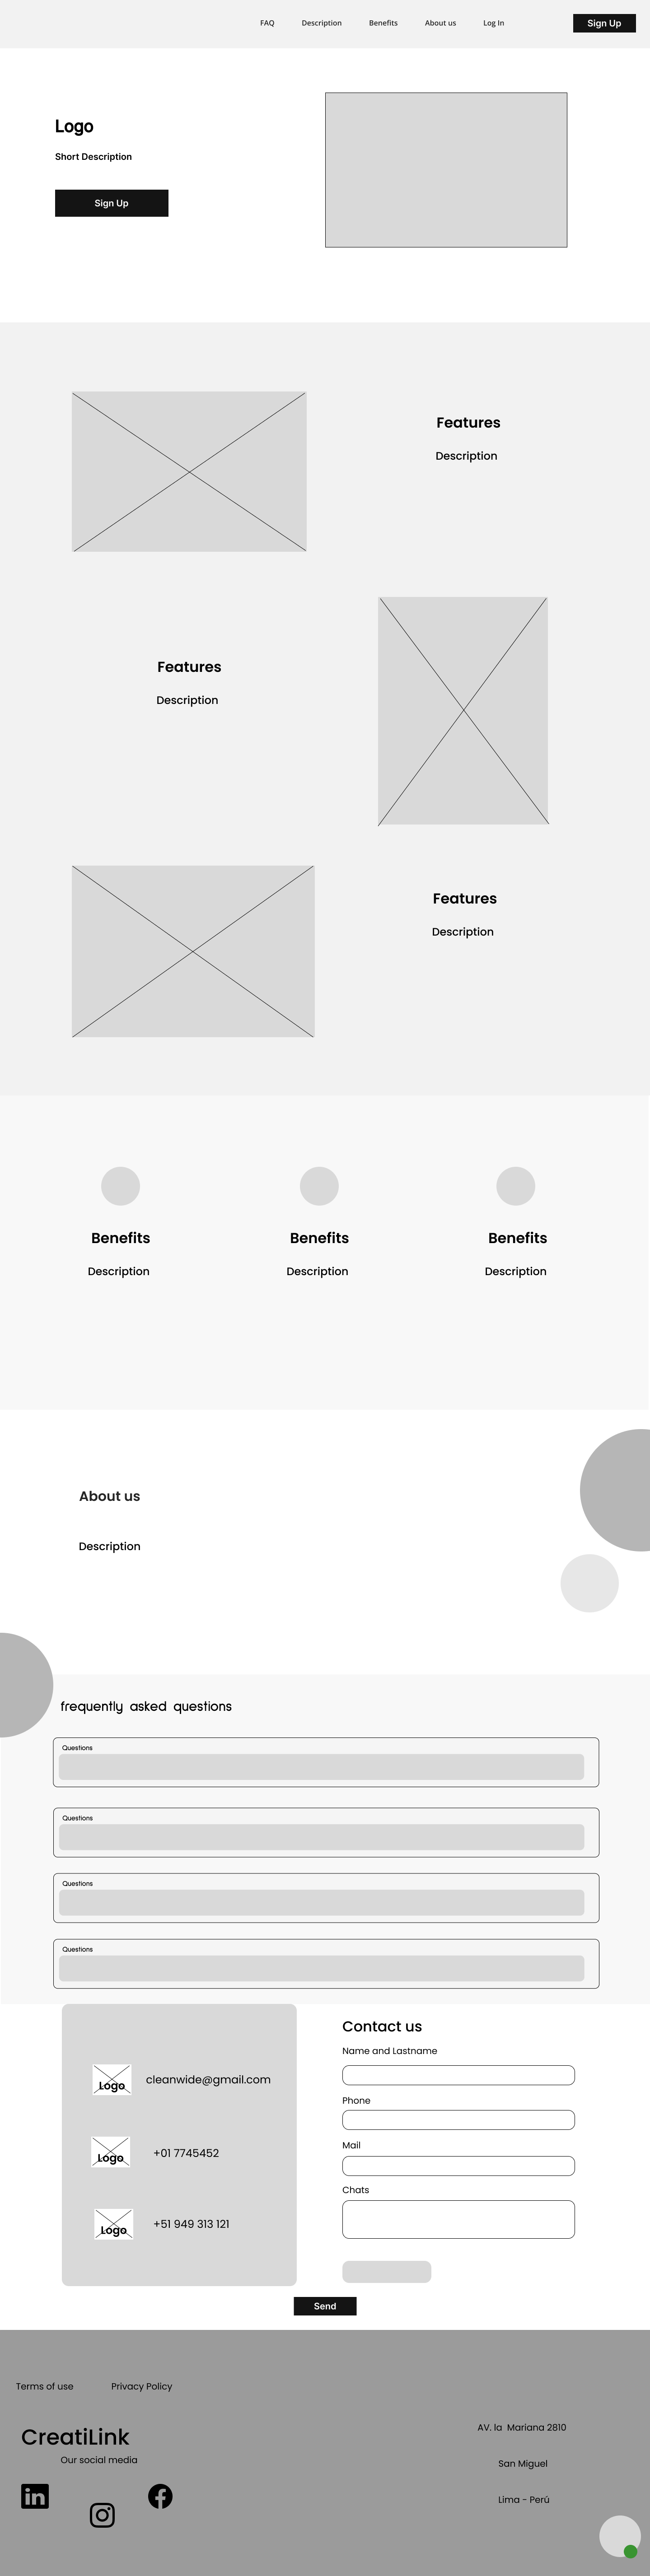 FAQ
Description
Benefits
About us
Log In
Sign Up
Logo
Short Description
Sign Up
Features
Description
Features
Description
Features
Description
Benefits
Benefits
Benefits
Description
Description
Description
About us
Description
frequently asked questions
Questions
Questions
Questions
Questions
Logo
cleanwide@gmail.com
Logo
+01 7745452
Logo
+51 949 313 121
Contact us
Name and Lastname
Phone
Mail
Chats
Send
Terms of use
Privacy Policy
CreatiLink
Our social media
in
AV. la Mariana 2810
San Miguel
Lima - Perú